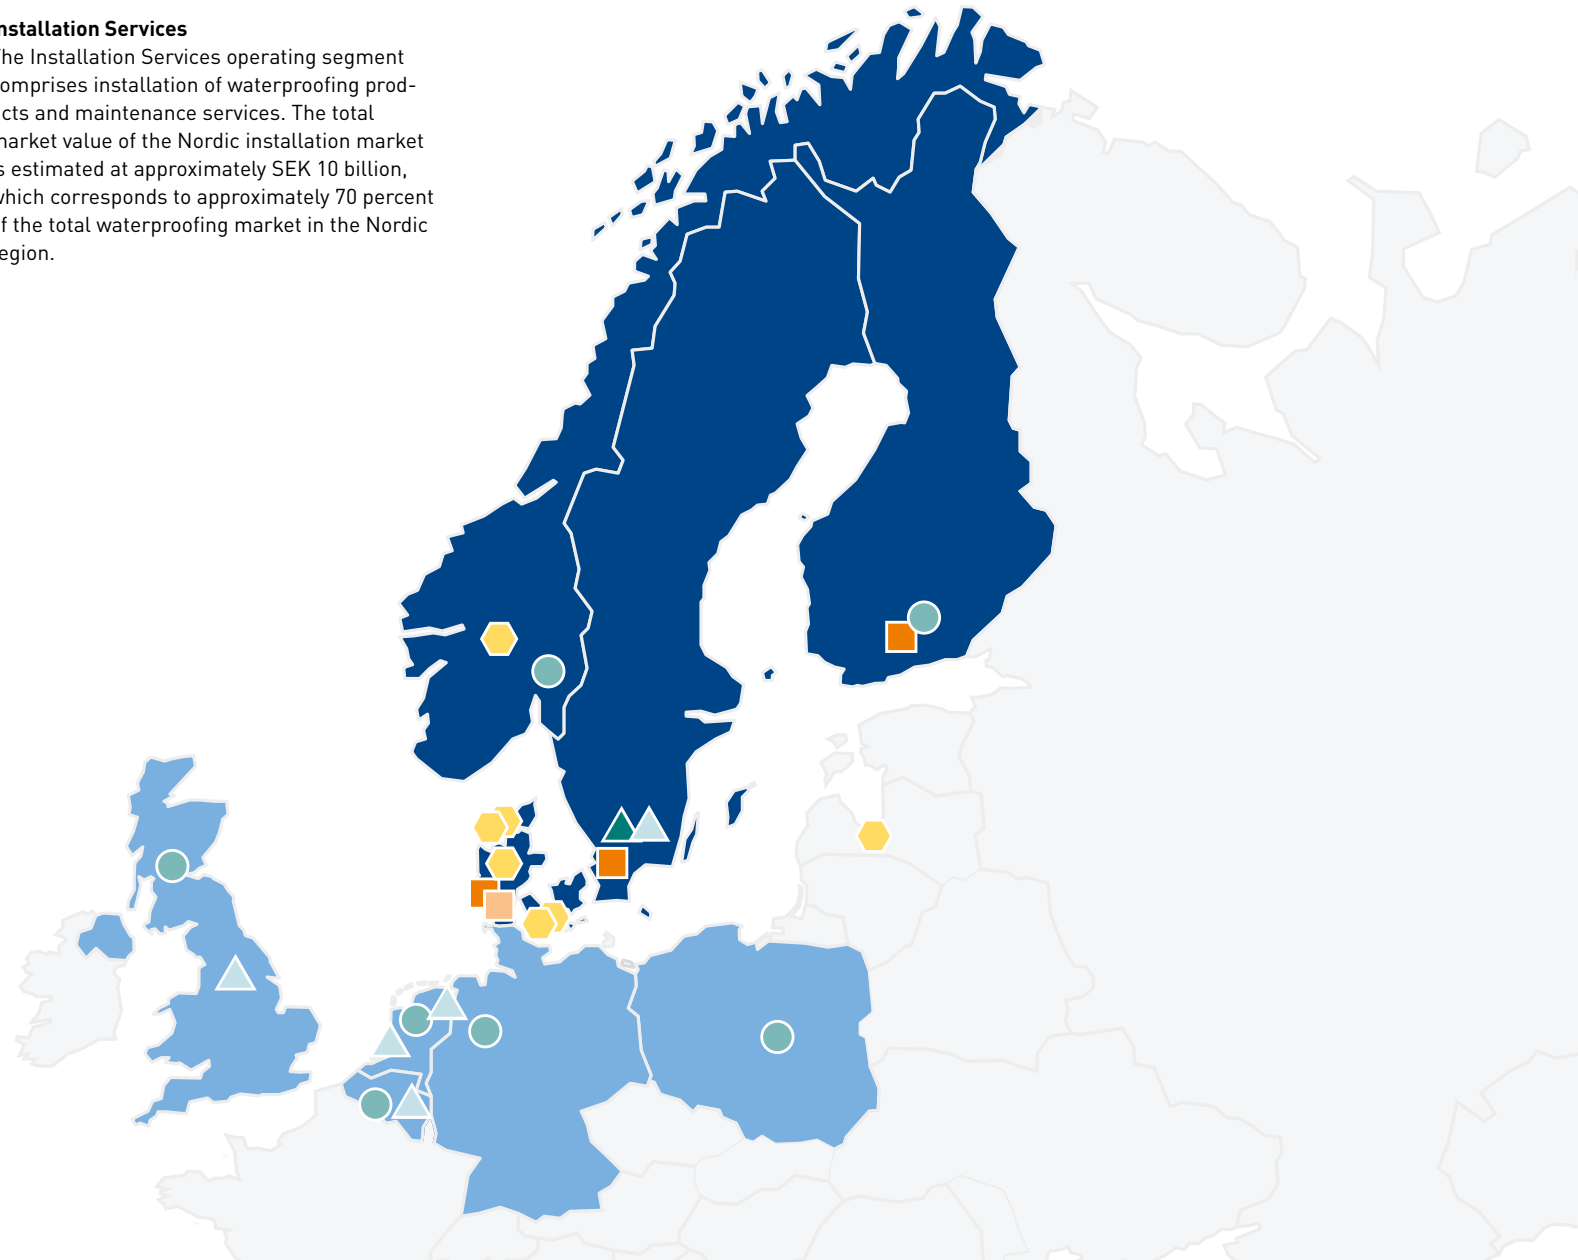 nstallation Services
he Installation Services operating segment
omprises installation of waterproofing prod-
cts and maintenance services. The total
market value of the Nordic installation market
s estimated at approximately SEK 10 billion,
which corresponds to approximately 70 percent
f the total waterproofing market in the Nordic
egion.